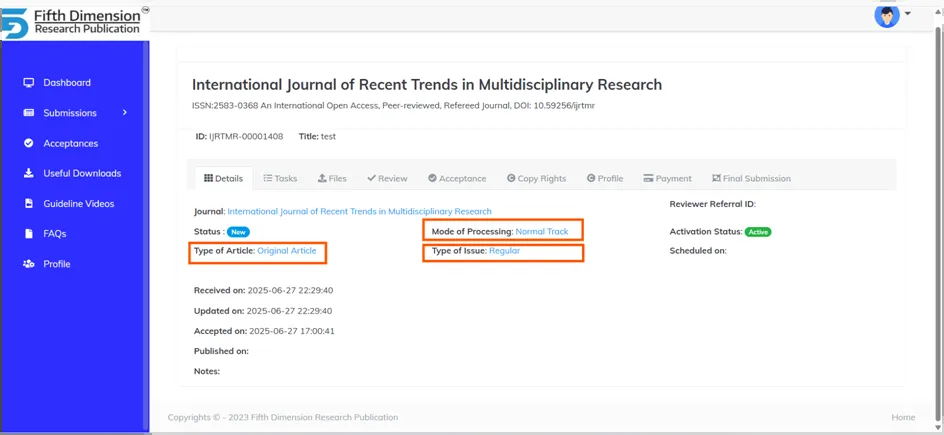 Fifth Dimension
Research Publication
Dashboard
Submissions
Acceptances
Useful Downloads
Guideline Videos
FAQs
Profile
International Journal of Recent Trends in Multidisciplinary Research
ISSN:2583-0368 An International Open Access, Peer-reviewed, Refereed Journal, DOI: 10.59256/ijrtmr
ID: IJRTMR-00001408 Title: test
Details Tasks Files Review Acceptance Copy Rights Profile Payment Final Submission
Journal: International Journal of Recent Trends in Multidisciplinary Research
Reviewer Referral ID:
Status : New Mode of Processing: Normal Track Activation Status: Active
Type of Article: Original Article Type of Issue: Regular Scheduled on:
Received on: 2025-06-27 22:29:40
Updated on: 2025-06-27 22:29:40
Accepted on: 2025-06-27 17:00:41
Published on:
Notes:
Copyrights © - 2023 Fifth Dimension Research Publication Home